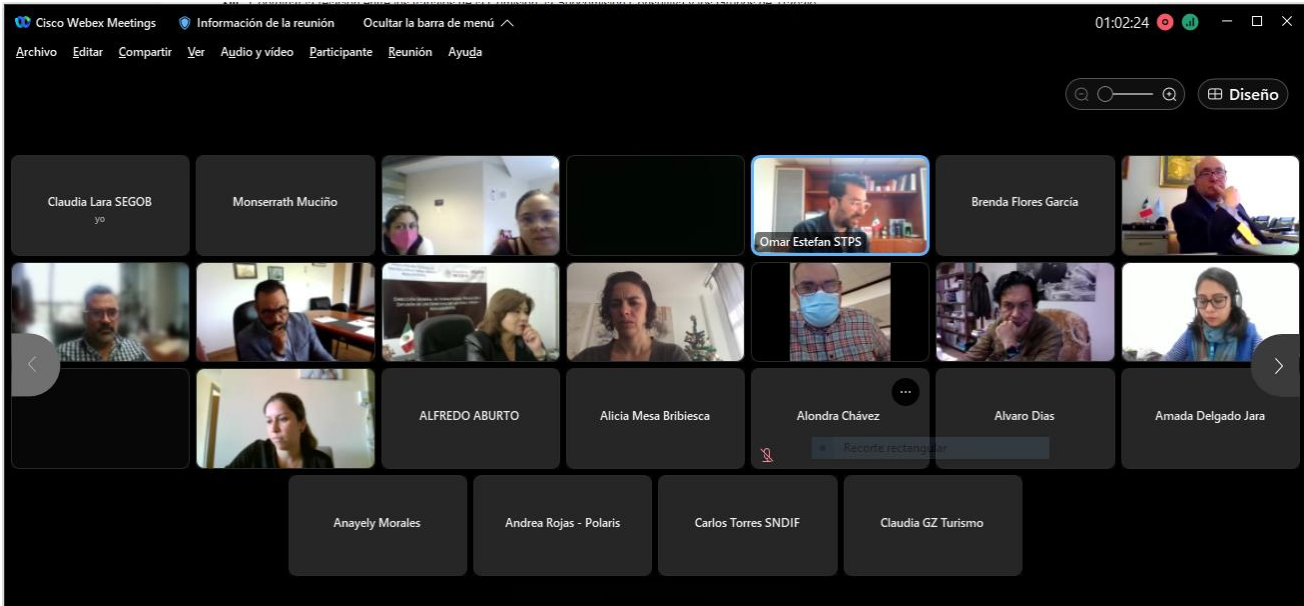 Cisco Webex Meetings
Información de la reunión
Ocultar la barra de menú
01:02:24
Archivo Editar Compartir Ver Audio y vídeo Participante Reunión Ayuda
Diseño
Claudia Lara SEGOB
yo
Monserrath Muciño
Omar Estefan STPS
Brenda Flores García
ALFREDO ABURTO
Alicia Mesa Bribiesca
Alondra Chávez
Alvaro Dias
Amada Delgado Jara
Recorte rectangular
Anayely Morales
Andrea Rojas - Polaris
Carlos Torres SNDIF
Claudia GZ Turismo